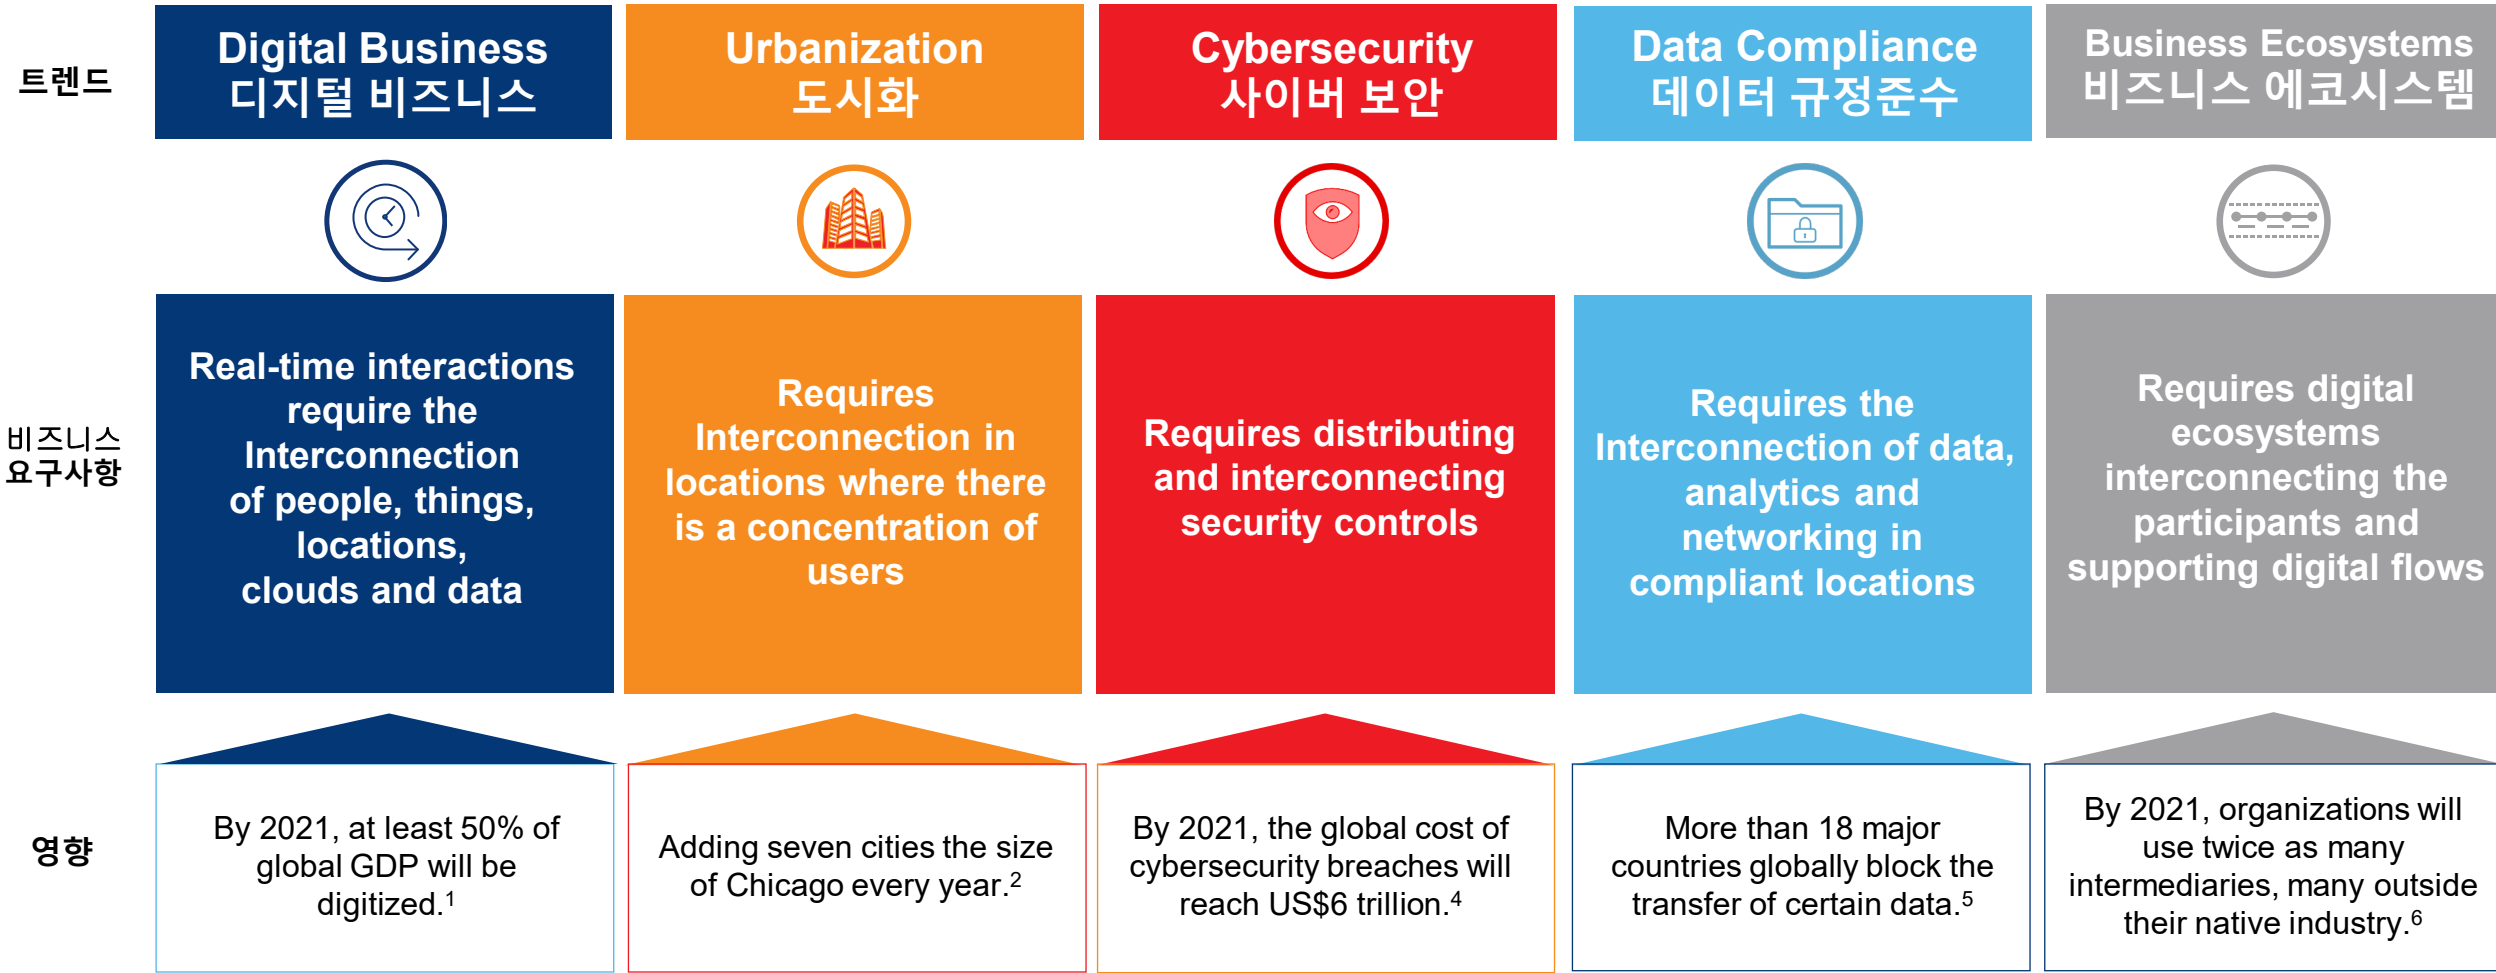 트렌드
Digital Business
디지털 비즈니스
Urbanization
도시화
Cybersecurity
사이버 보안
Data Compliance
데이터 규정준수
Business Ecosystems
비즈니스 에코시스템
비즈니스
요구사항
Real-time interactions
require the
Interconnection
of people, things,
locations,
clouds and data
Requires
Interconnection in
locations where there
is a concentration of
users
Requires distributing
and interconnecting
security controls
Requires the
Interconnection of data,
analytics and
networking in
compliant locations
Requires digital
ecosystems
interconnecting the
participants and
supporting digital flows
영향
By 2021, at least 50% of
global GDP will be
digitized.¹
Adding seven cities the size
of Chicago every year.²
By 2021, the global cost of
cybersecurity breaches will
reach US$6 trillion.⁴
More than 18 major
countries globally block the
transfer of certain data.⁵
By 2021, organizations will
use twice as many
intermediaries, many outside
their native industry.⁶